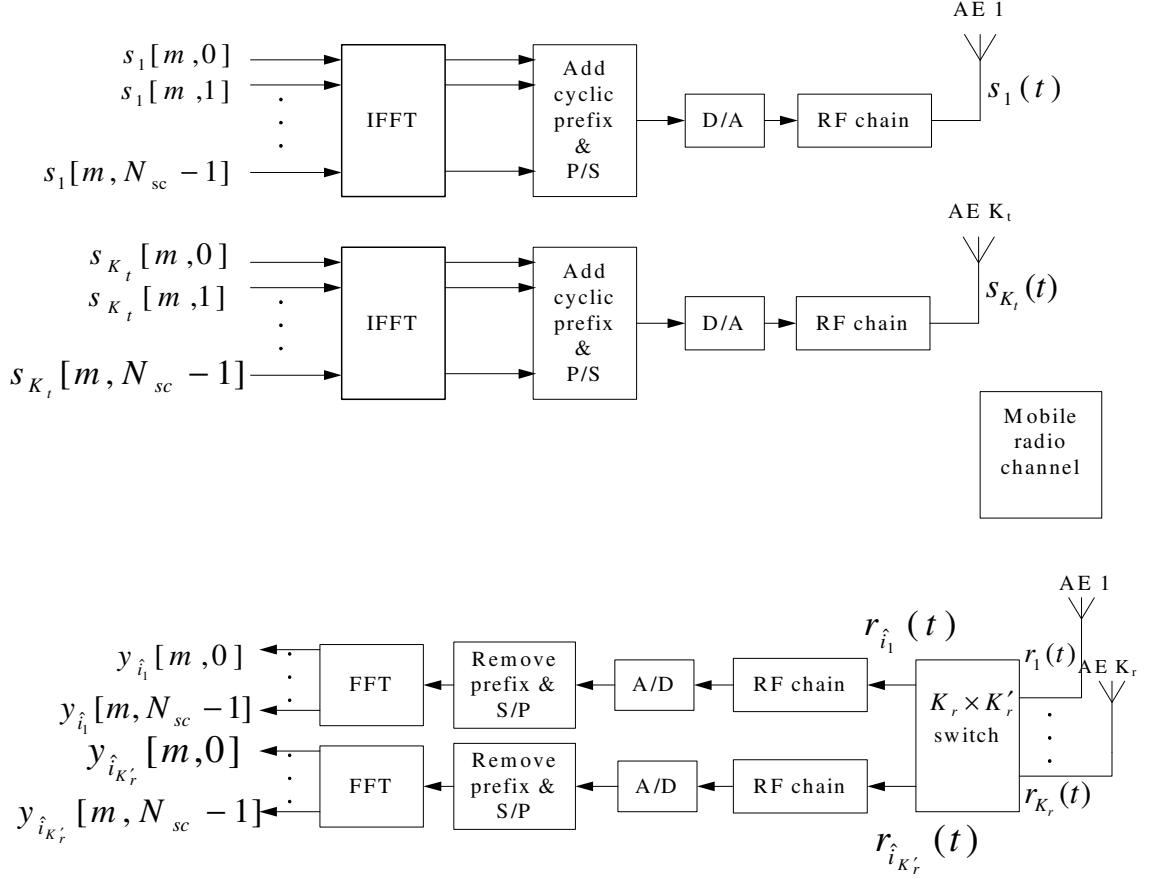 AE 1
s_1[m,0]
s_1[m,1]
s_1[m, N_sc − 1]
IFFT
Add
cyclic
prefix
&
P/S
D/A
RF chain
s_1(t)
AE K_t
s_{K_t}[m,0]
s_{K_t}[m,1]
s_{K_t}[m, N_sc − 1]
IFFT
Add
cyclic
prefix
&
P/S
D/A
RF chain
s_{K_t}(t)
Mobile
radio
channel
AE 1
r_1(t)
AE K_r
r_{K_r}(t)
K_r × K′_r
switch
r_{î_1}(t)
RF chain
A/D
Remove
prefix &
S/P
FFT
y_{î_1}[m,0]
y_{î_1}[m, N_sc − 1]
r_{î_{K′_r}}(t)
RF chain
A/D
Remove
prefix &
S/P
FFT
y_{î_{K′_r}}[m,0]
y_{î_{K′_r}}[m, N_sc − 1]